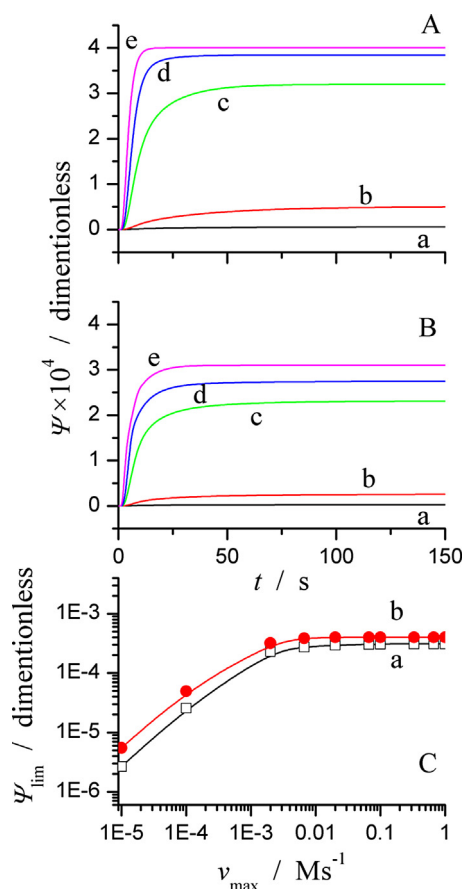 A
e
4
d
c
3
2
1
b
0
a
B
4
e
3
d
c
2
1
b
0
a
Ψ×10⁴ / dimentionless
0 50 100 150
t / s
1E-3
b
a
1E-4
1E-5
1E-6
C
Ψlim / dimentionless
1E-5 1E-4 1E-3 0.01 0.1 1
vmax / Ms⁻¹